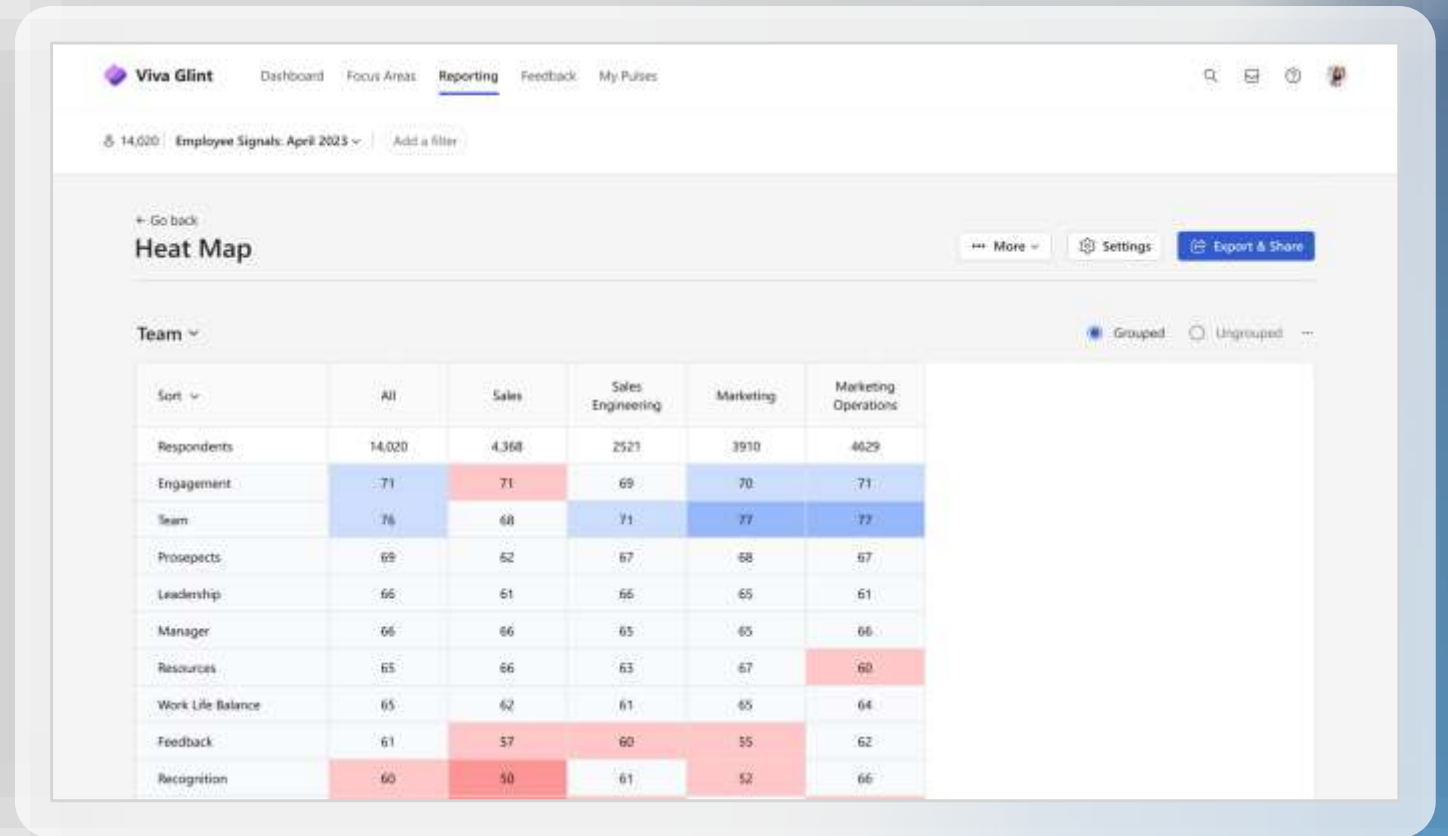 Viva Glint Dashboard Focus Areas Reporting Feedback My Pulses
14,020 Employee Signals: April 2023 Add a filter
← Go back
Heat Map
··· More Settings Export & Share
Team Grouped Ungrouped ···
Sort All Sales Sales Engineering Marketing Marketing Operations
Respondents 14,020 4,368 2521 3910 4629
Engagement 71 71 69 70 71
Team 76 68 71 77 77
Prosepects 69 62 67 68 67
Leadership 66 61 66 65 61
Manager 66 66 65 65 66
Resources 65 66 63 67 60
Work Life Balance 65 62 61 65 64
Feedback 61 57 60 55 62
Recognition 60 50 61 52 66